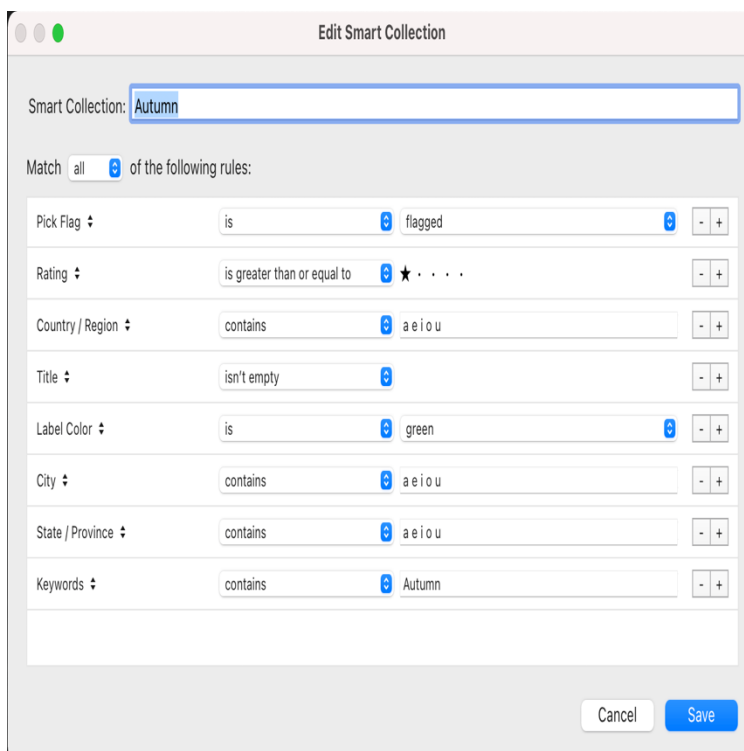 Edit Smart Collection
Smart Collection: Autumn
Match all of the following rules:
Pick Flag is flagged - +
Rating is greater than or equal to ★ · · · · - +
Country / Region contains a e i o u - +
Title isn't empty - +
Label Color is green - +
City contains a e i o u - +
State / Province contains a e i o u - +
Keywords contains Autumn - +
Cancel Save